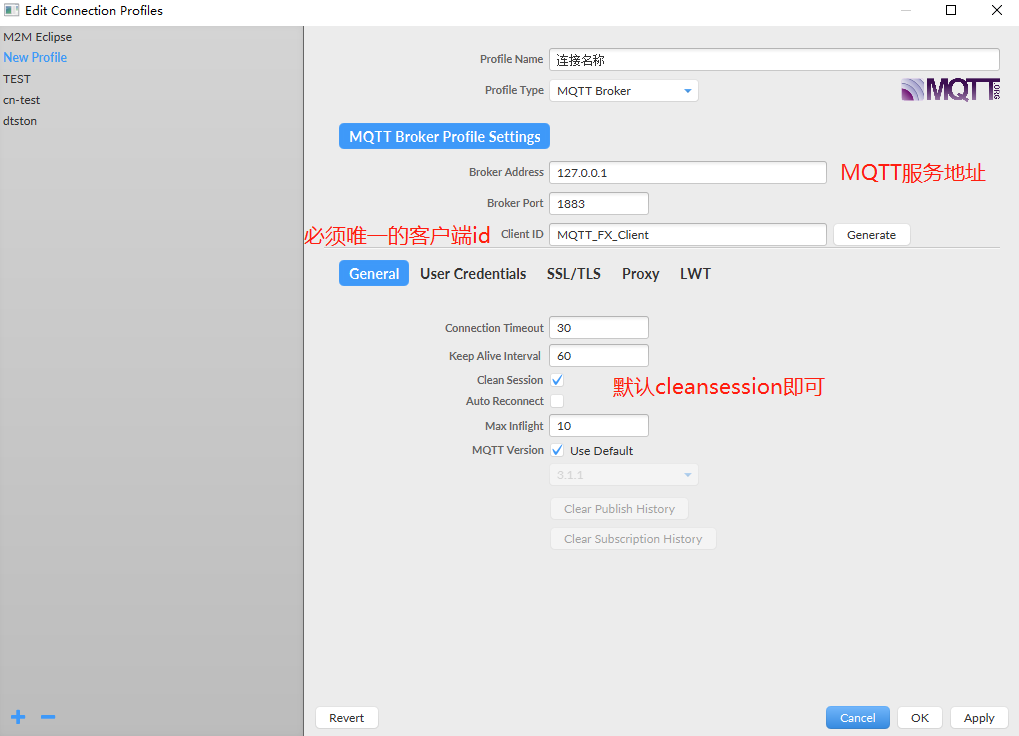 Edit Connection Profiles
M2M Eclipse
New Profile
TEST
cn-test
dtston
Profile Name 连接名称
Profile Type MQTT Broker
MQTT.ORG
MQTT Broker Profile Settings
Broker Address 127.0.0.1 MQTT服务地址
Broker Port 1883
必须唯一的客户端id Client ID MQTT_FX_Client Generate
General User Credentials SSL/TLS Proxy LWT
Connection Timeout 30
Keep Alive Interval 60
Clean Session 默认cleansession即可
Auto Reconnect
Max Inflight 10
MQTT Version Use Default
3.1.1
Clear Publish History
Clear Subscription History
Revert Cancel OK Apply